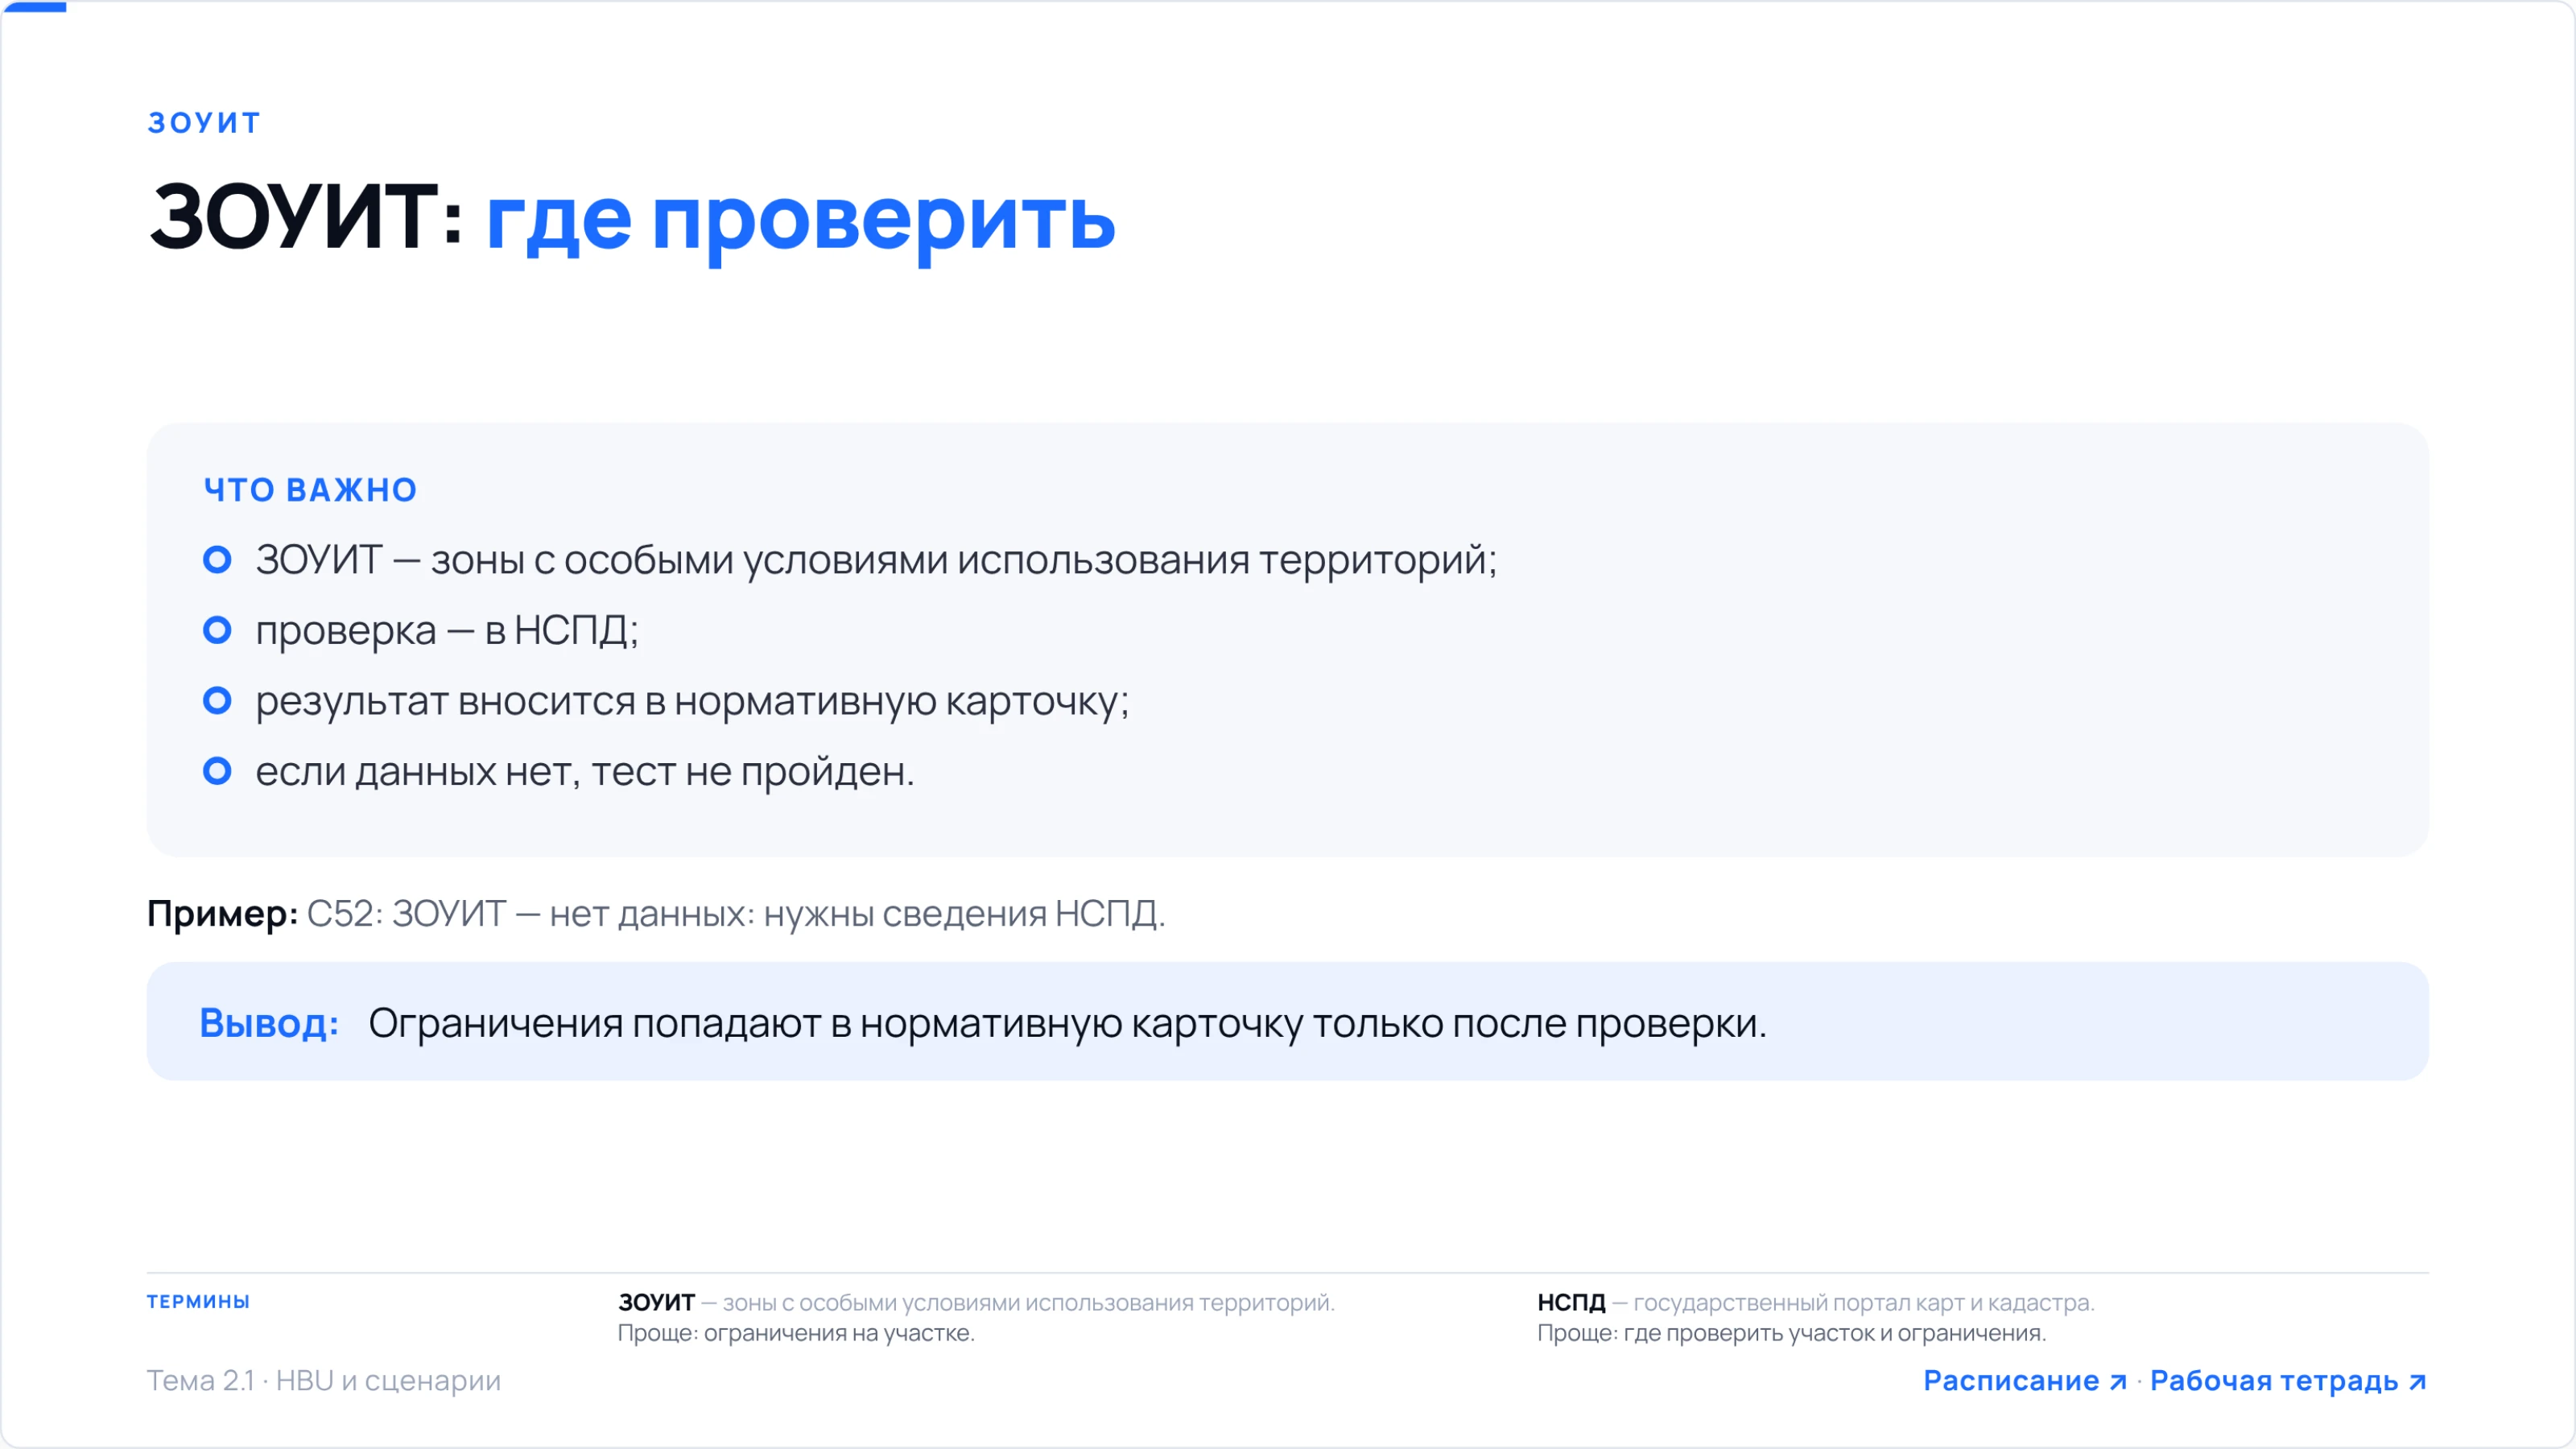 ЗОУИТ
ЗОУИТ: где проверить
ЧТО ВАЖНО
ЗОУИТ — зоны с особыми условиями использования территорий;
проверка — в НСПД;
результат вносится в нормативную карточку;
если данных нет, тест не пройден.
Пример: С52: ЗОУИТ — нет данных: нужны сведения НСПД.
Вывод: Ограничения попадают в нормативную карточку только после проверки.
ТЕРМИНЫ
ЗОУИТ — зоны с особыми условиями использования территорий.
Проще: ограничения на участке.
НСПД — государственный портал карт и кадастра.
Проще: где проверить участок и ограничения.
Тема 2.1 · HBU и сценарии
Расписание ↗ · Рабочая тетрадь ↗